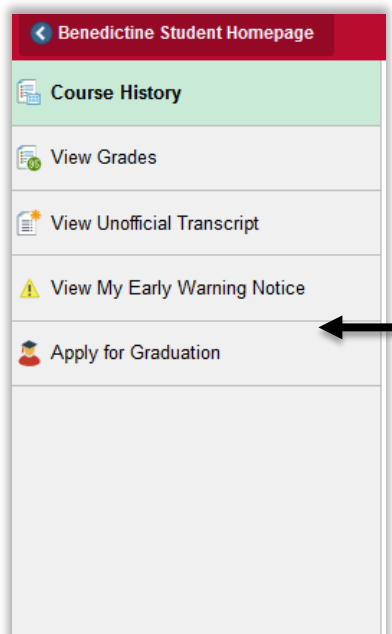 Benedictine Student Homepage
Course History
View Grades
View Unofficial Transcript
View My Early Warning Notice
Apply for Graduation